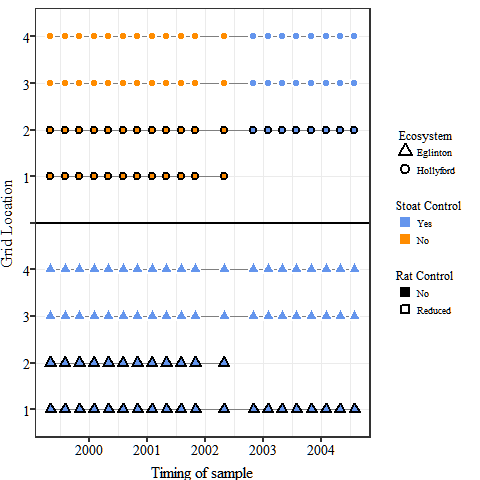 4
3
2
1
4
3
2
1
Grid Location
2000 2001 2002 2003 2004
Timing of sample
Ecosystem
Eglinton
Hollyford
Stoat Control
Yes
No
Rat Control
No
Reduced